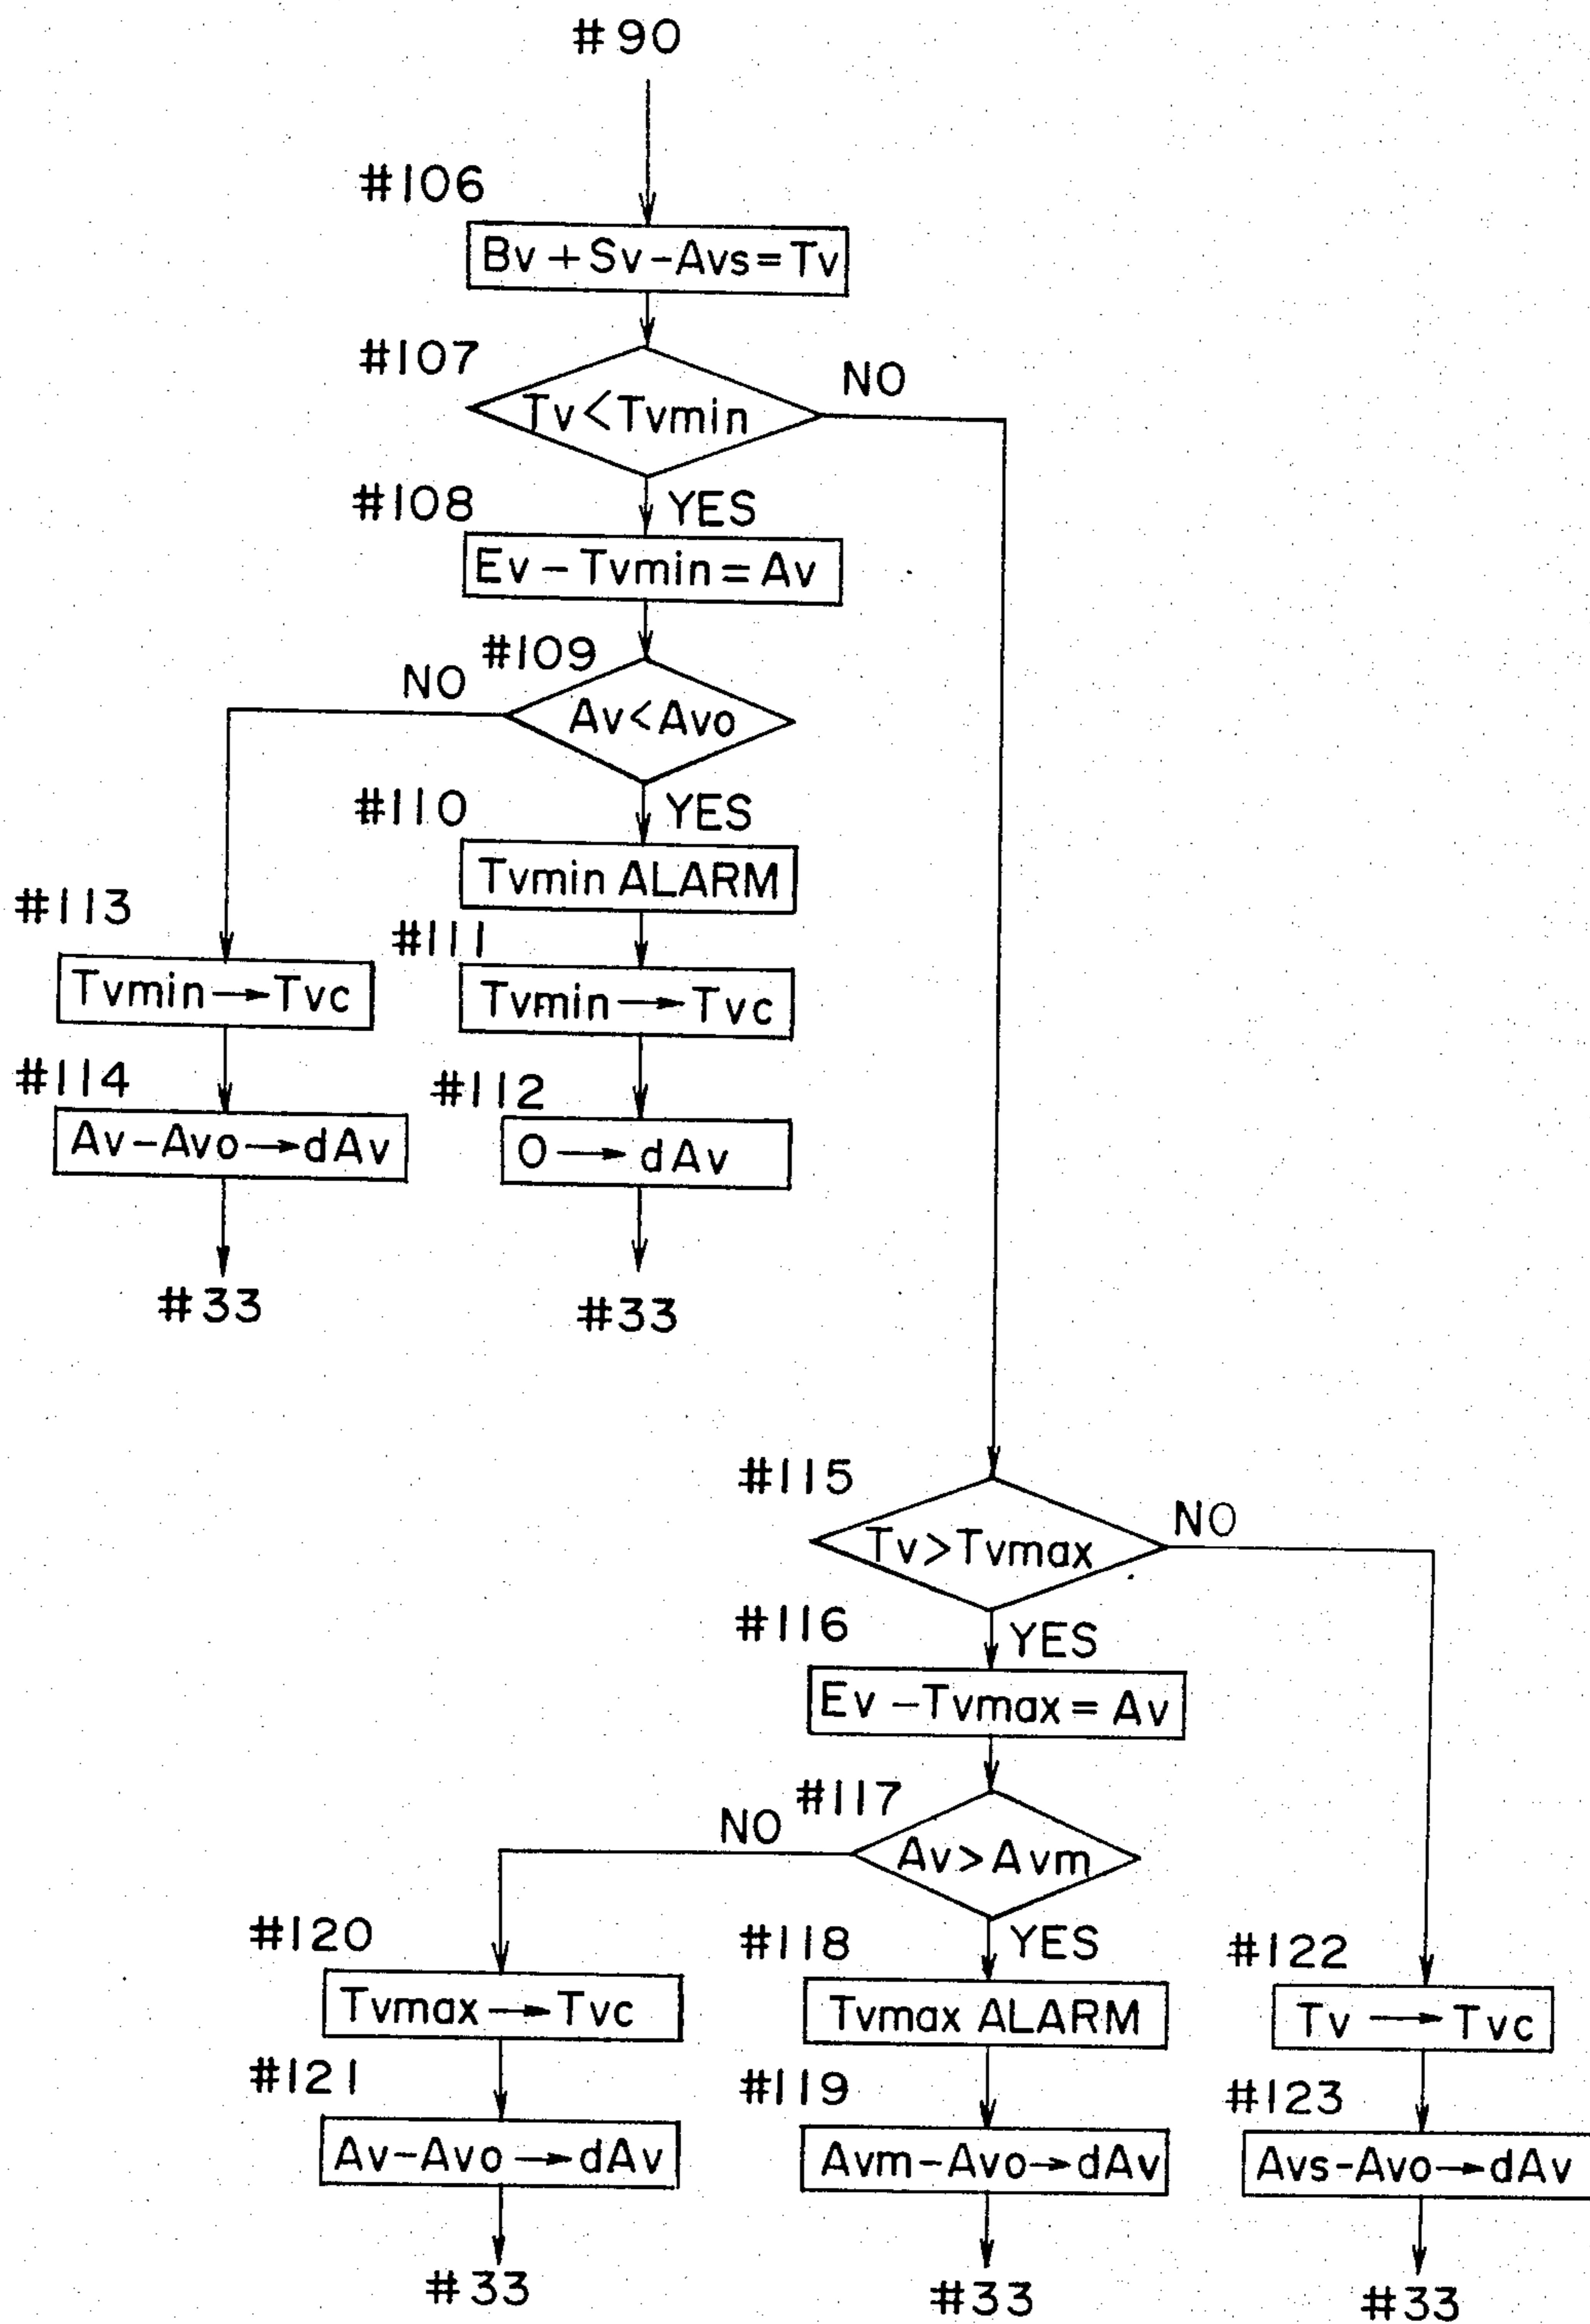 #90
#106
Bv+Sv-Avs=Tv
#107
NO
Tv<Tvmin
#108
YES
Ev-Tvmin=Av
#109
NO
Av<Avo
#110
YES
Tvmin ALARM
#113
#111
Tvmin→Tvc
Tvmin→Tvc
#114
#112
Av-Avo→dAv
O→dAv
#33
#33
#115
NO
Tv>Tvmax
#116
YES
Ev-Tvmax=Av
#117
NO
Av>Avm
#120
#118
YES
#122
Tvmax→Tvc
Tvmax ALARM
Tv→Tvc
#121
#119
#123
Av-Avo→dAv
Avm-Avo→dAv
Avs-Avo→dAv
#33
#33
#33